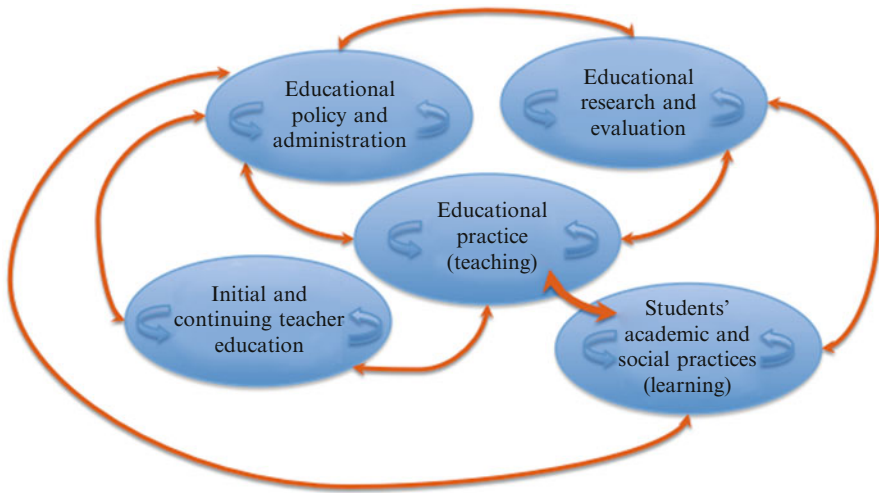 Educational
policy and
administration
Educational
research and
evaluation
Educational
practice
(teaching)
Initial and
continuing teacher
education
Students’
academic and
social practices
(learning)